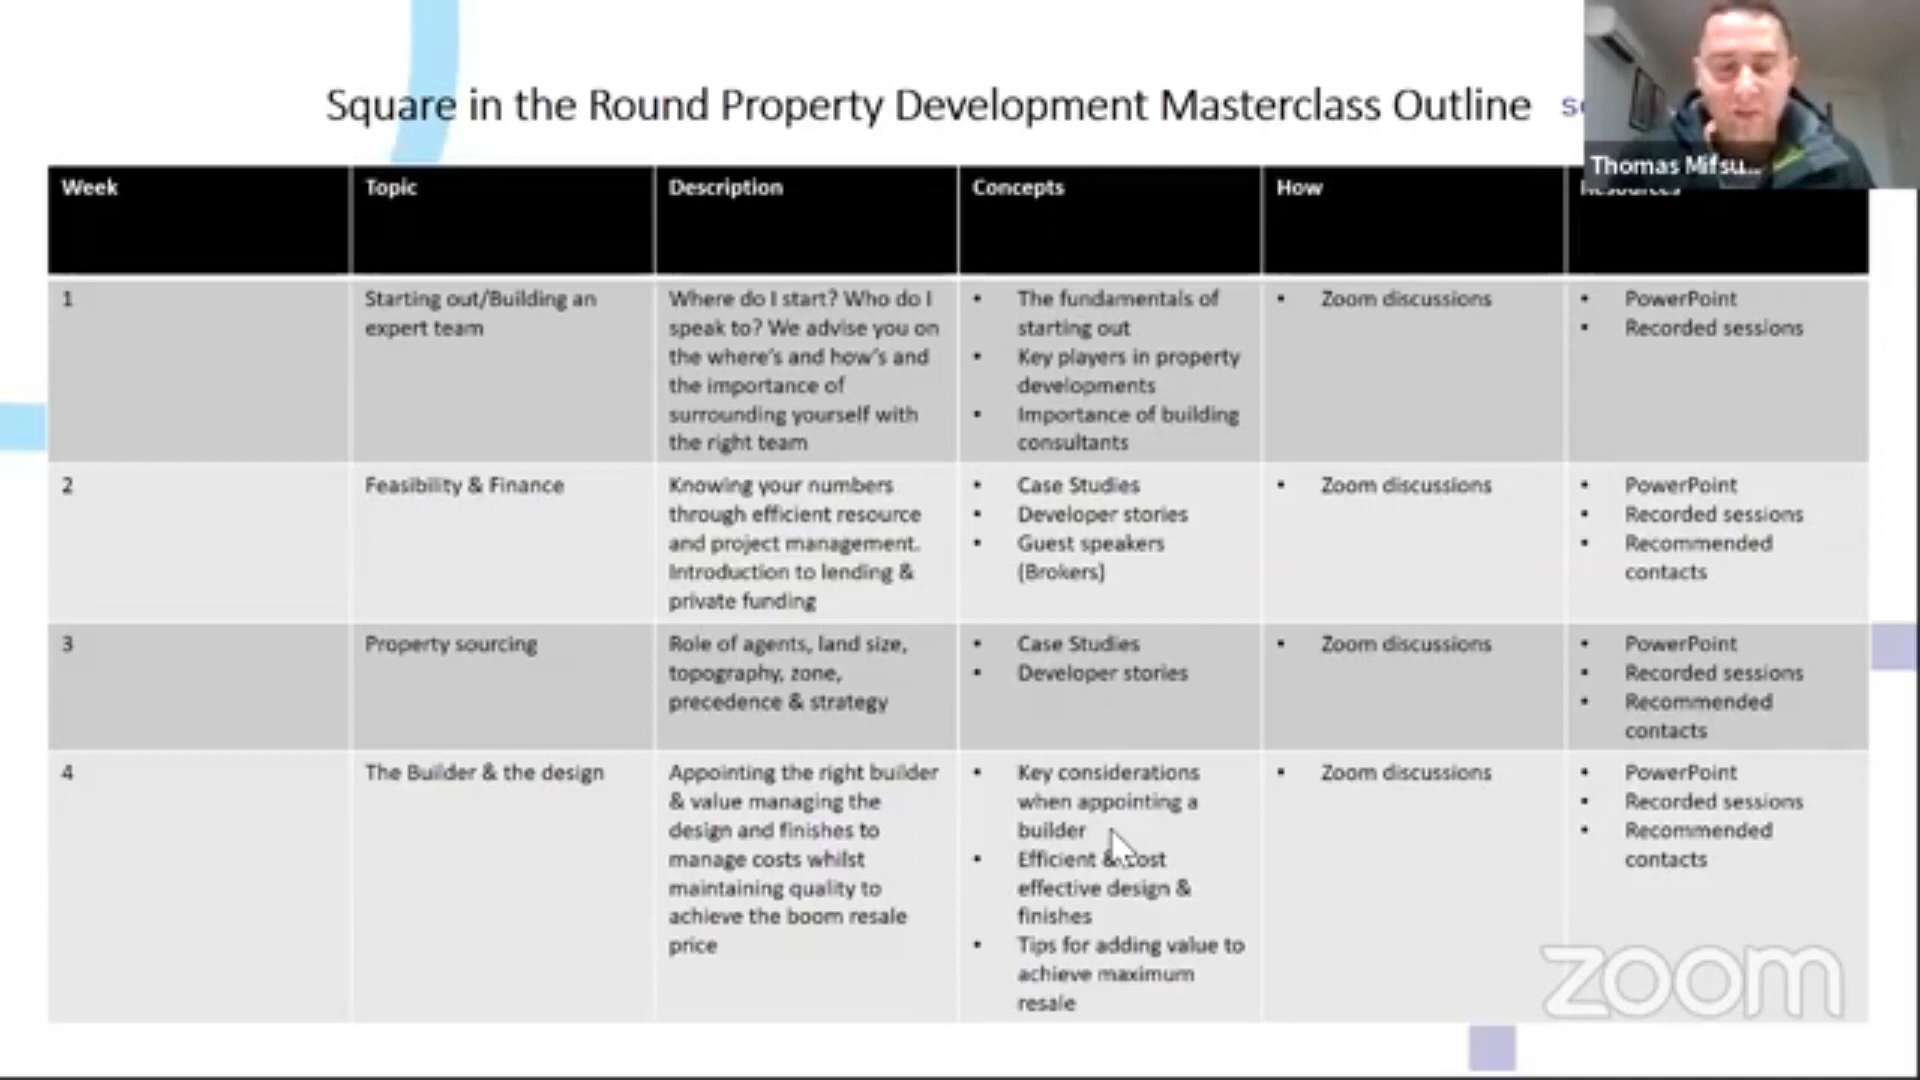 Square in the Round Property Development Masterclass Outline
Thomas Mifsu...
Week
Topic
Description
Concepts
How
Resources
1
Starting out/Building an
expert team
Where do I start? Who do I
speak to? We advise you on
the where's and how's and
the importance of
surrounding yourself with
the right team
• The fundamentals of
starting out
• Key players in property
developments
• Importance of building
consultants
• Zoom discussions
• PowerPoint
• Recorded sessions
2
Feasibility & Finance
Knowing your numbers
through efficient resource
and project management.
Introduction to lending &
private funding
• Case Studies
• Developer stories
• Guest speakers
(Brokers)
• Zoom discussions
• PowerPoint
• Recorded sessions
• Recommended
contacts
3
Property sourcing
Role of agents, land size,
topography, zone,
precedence & strategy
• Case Studies
• Developer stories
• Zoom discussions
• PowerPoint
• Recorded sessions
• Recommended
contacts
4
The Builder & the design
Appointing the right builder
& value managing the
design and finishes to
manage costs whilst
maintaining quality to
achieve the boom resale
price
• Key considerations
when appointing a
builder
• Efficient & cost
effective design &
finishes
• Tips for adding value to
achieve maximum
resale
• Zoom discussions
• PowerPoint
• Recorded sessions
• Recommended
contacts
zoom